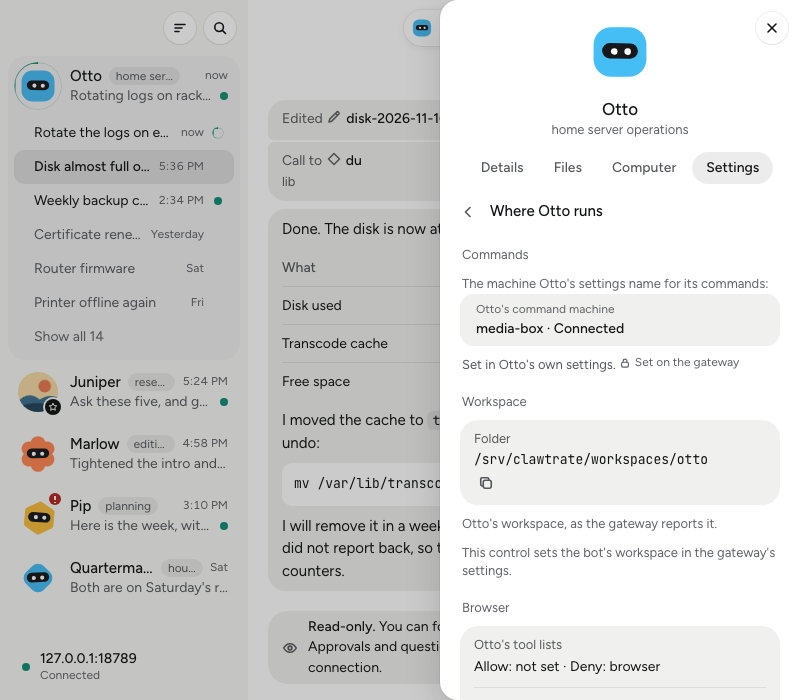 Otto
home ser...
now
Rotating logs on rack...
Rotate the logs on e...
now
Disk almost full o...
5:36 PM
Weekly backup c...
2:34 PM
Certificate rene...
Yesterday
Router firmware
Sat
Printer offline again
Fri
Show all 14
Juniper
rese...
5:24 PM
Ask these five, and g...
Marlow
editi...
4:58 PM
Tightened the intro and...
Pip
planning
3:10 PM
Here is the week, wit...
Quarterma...
hou...
Sat
Both are on Saturday's r...
127.0.0.1:18789
Connected
Edited
disk-2026-11-1
Call to
du
lib
Done. The disk is now at
What
Disk used
Transcode cache
Free space
I moved the cache to
undo:
mv /var/lib/transco
I will remove it in a week
did not report back, so t
counters.
Read-only. You can fo
Approvals and questi
connection.
Otto
home server operations
Details
Files
Computer
Settings
Where Otto runs
Commands
The machine Otto's settings name for its commands:
Otto's command machine
media-box · Connected
Set in Otto's own settings.
Set on the gateway
Workspace
Folder
/srv/clawtrate/workspaces/otto
Otto's workspace, as the gateway reports it.
This control sets the bot's workspace in the gateway's
settings.
Browser
Otto's tool lists
Allow: not set · Deny: browser